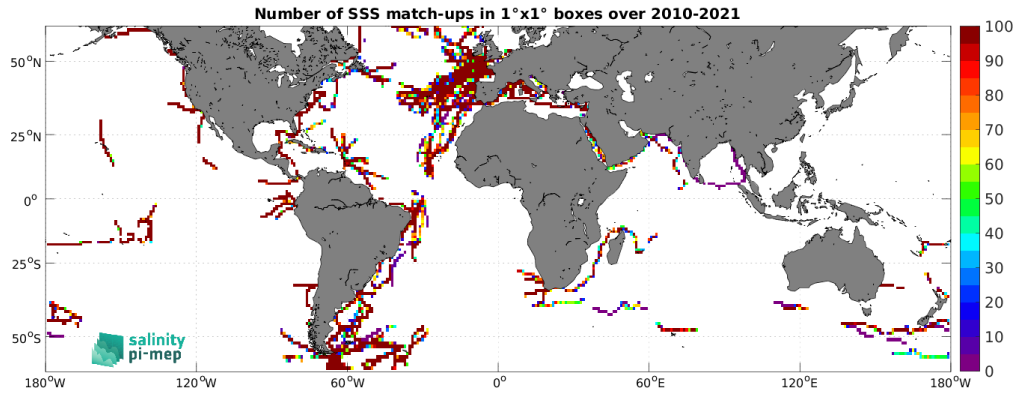 Number of SSS match-ups in 1°x1° boxes over 2010-2021
100
90
80
70
60
50
40
30
20
10
0
50°N
25°N
0°
25°S
50°S
salinity
pi-mep
180°W 120°W 60°W 0° 60°E 120°E 180°W